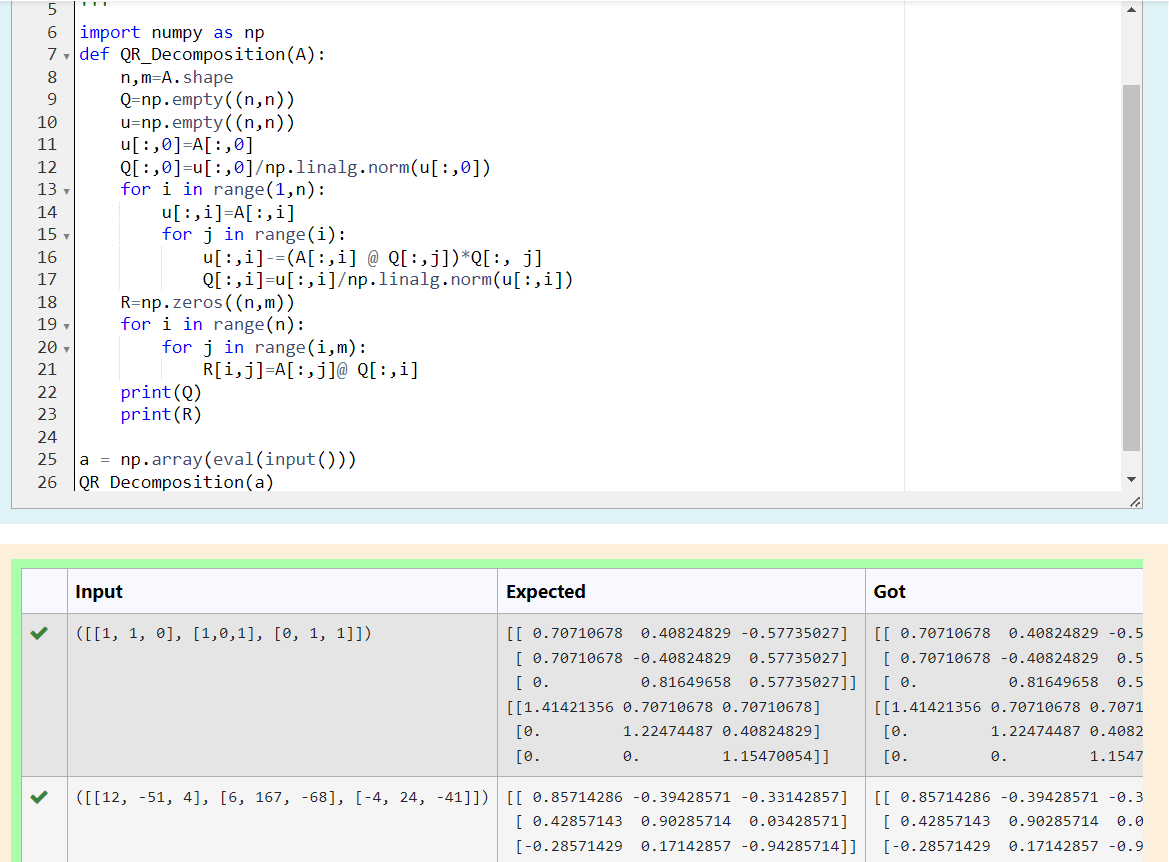 5 '''
6 import numpy as np
7 def QR_Decomposition(A):
8 n,m=A.shape
9 Q=np.empty((n,n))
10 u=np.empty((n,n))
11 u[:,0]=A[:,0]
12 Q[:,0]=u[:,0]/np.linalg.norm(u[:,0])
13 for i in range(1,n):
14 u[:,i]=A[:,i]
15 for j in range(i):
16 u[:,i]-=(A[:,i] @ Q[:,j])*Q[:, j]
17 Q[:,i]=u[:,i]/np.linalg.norm(u[:,i])
18 R=np.zeros((n,m))
19 for i in range(n):
20 for j in range(i,m):
21 R[i,j]=A[:,j]@ Q[:,i]
22 print(Q)
23 print(R)
24
25 a = np.array(eval(input()))
26 QR_Decomposition(a)
Input Expected Got
([[1, 1, 0], [1,0,1], [0, 1, 1]]) [[ 0.70710678 0.40824829 -0.57735027] [[ 0.70710678 0.40824829 -0.5
[ 0.70710678 -0.40824829 0.57735027] [ 0.70710678 -0.40824829 0.5
[ 0. 0.81649658 0.57735027]] [ 0. 0.81649658 0.5
[[1.41421356 0.70710678 0.70710678] [[1.41421356 0.70710678 0.7071
[0. 1.22474487 0.40824829] [0. 1.22474487 0.4082
[0. 0. 1.15470054]] [0. 0. 1.1547
([[12, -51, 4], [6, 167, -68], [-4, 24, -41]]) [[ 0.85714286 -0.39428571 -0.33142857] [[ 0.85714286 -0.39428571 -0.3
[ 0.42857143 0.90285714 0.03428571] [ 0.42857143 0.90285714 0.0
[-0.28571429 0.17142857 -0.94285714]] [-0.28571429 0.17142857 -0.9